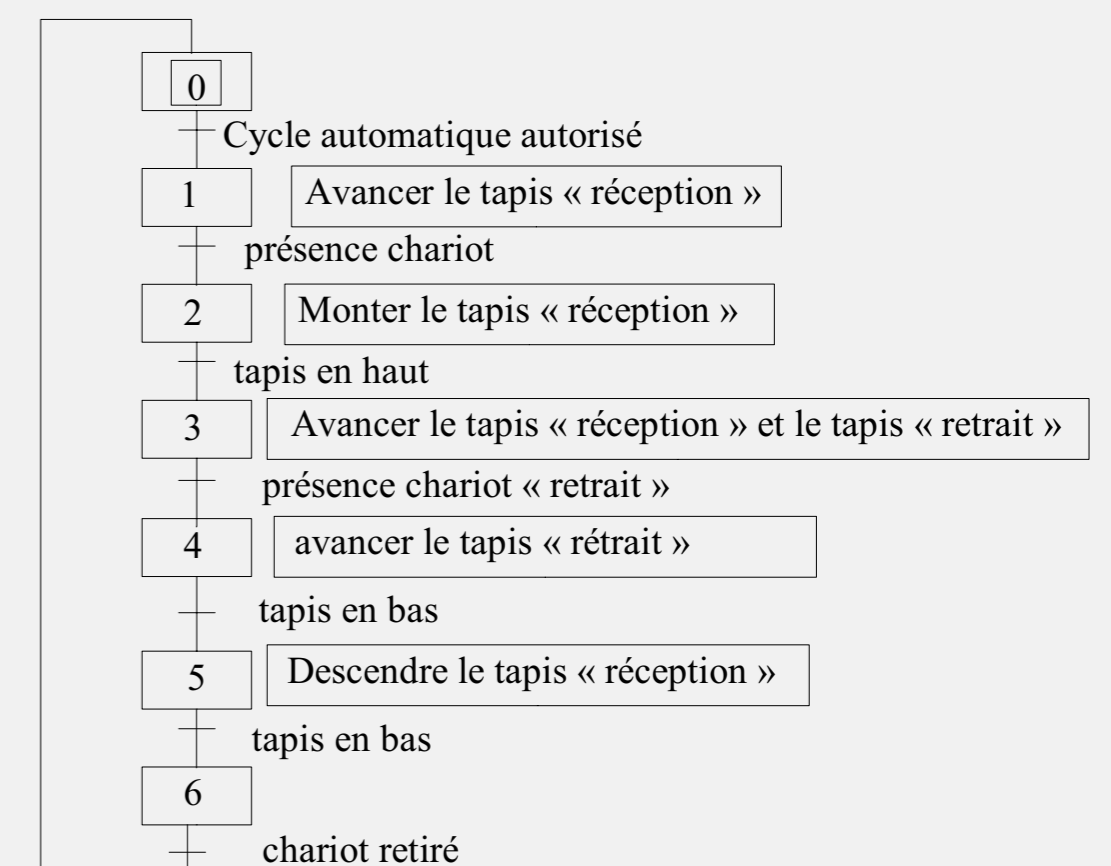 0
Cycle automatique autorisé
1 Avancer le tapis « réception »
présence chariot
2 Monter le tapis « réception »
tapis en haut
3 Avancer le tapis « réception » et le tapis « retrait »
présence chariot « retrait »
4 avancer le tapis « rétrait »
tapis en bas
5 Descendre le tapis « réception »
tapis en bas
6
chariot retiré